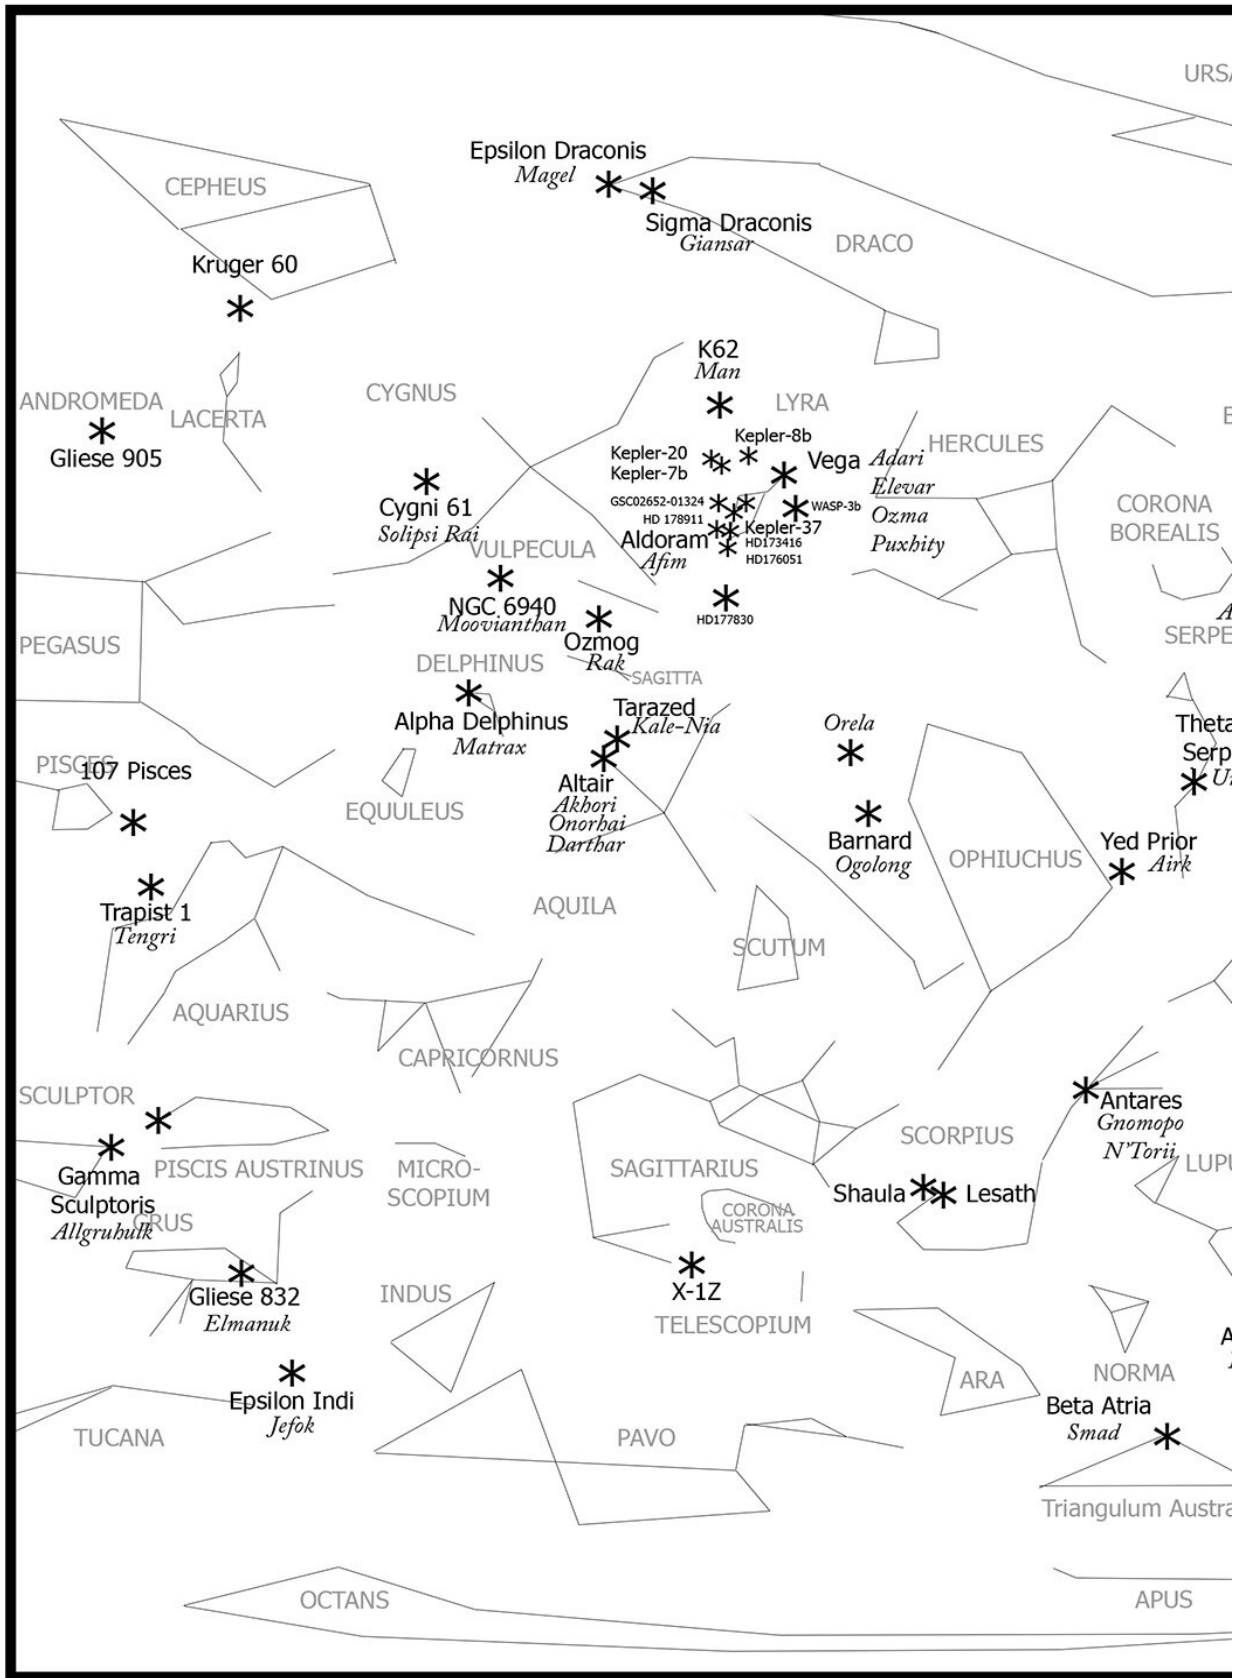 URSA
Epsilon Draconis
Magel
CEPHEUS
Sigma Draconis
Giansar
DRACO
Kruger 60
K62
Man
CYGNUS
LYRA
ANDROMEDA
LACERTA
Gliese 905
Kepler-8b
HERCULES
Kepler-20
Kepler-7b
Vega
Adari
Elevar
Ozma
Puxhity
Cygni 61
Solipsi Rai
GSC02652-01324
WASP-3b
HD 178911
Kepler-37
Aldoram
Afim
HD173416
HD176051
CORONA
BOREALIS
VULPECULA
NGC 6940
Moovianthan
HD177830
Ozmog
Rak
PEGASUS
SERPE
DELPHINUS
SAGITTA
Alpha Delphinus
Matrax
Tarazed
Kale-Nia
Orela
Theta
Serp
PISCES
107 Pisces
Altair
Akhori
Onorhai
Darthar
EQUULEUS
Barnard
Ogolong
OPHIUCHUS
Yed Prior
Airk
Trapist 1
Tengri
AQUILA
SCUTUM
AQUARIUS
CAPRICORNUS
SCULPTOR
Antares
Gnomopo
N'Torii
SCORPIUS
Gamma
Sculptoris
Allgruhulk
PISCIS AUSTRINUS
MICRO-
SCOPIUM
SAGITTARIUS
LUPU
Shaula
Lesath
CORONA
AUSTRALIS
GRUS
Gliese 832
Elmanuk
INDUS
X-1Z
TELESCOPIUM
Epsilon Indi
Jefok
ARA
NORMA
Beta Atria
Smad
TUCANA
PAVO
Triangulum Austra
OCTANS
APUS